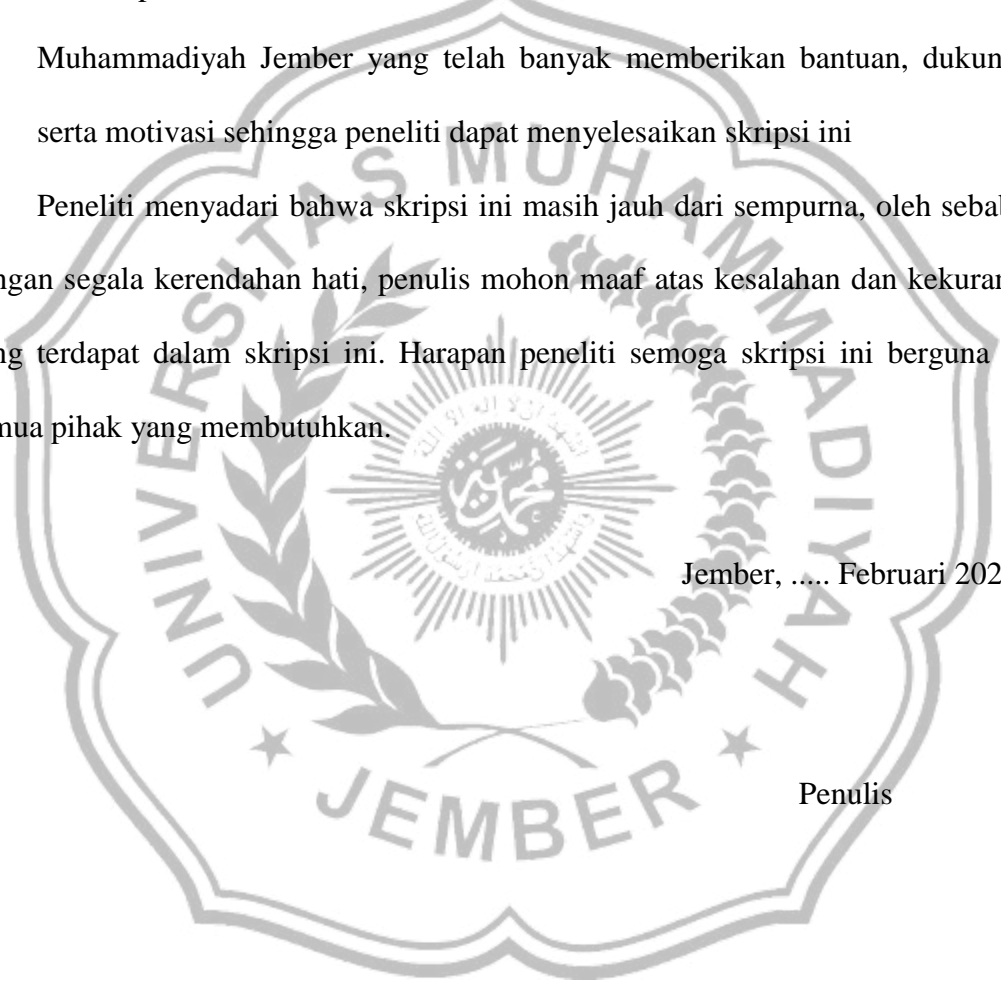 Muhammadiyah Jember yang telah banyak memberikan bantuan, dukun
serta motivasi sehingga peneliti dapat menyelesaikan skripsi ini
Peneliti menyadari bahwa skripsi ini masih jauh dari sempurna, oleh sebab
ngan segala kerendahan hati, penulis mohon maaf atas kesalahan dan kekuran
ng terdapat dalam skripsi ini. Harapan peneliti semoga skripsi ini berguna
mua pihak yang membutuhkan.
Jember, ..... Februari 202
Penulis
UNIVERSITAS MUHAMMADIYAH
JEMBER